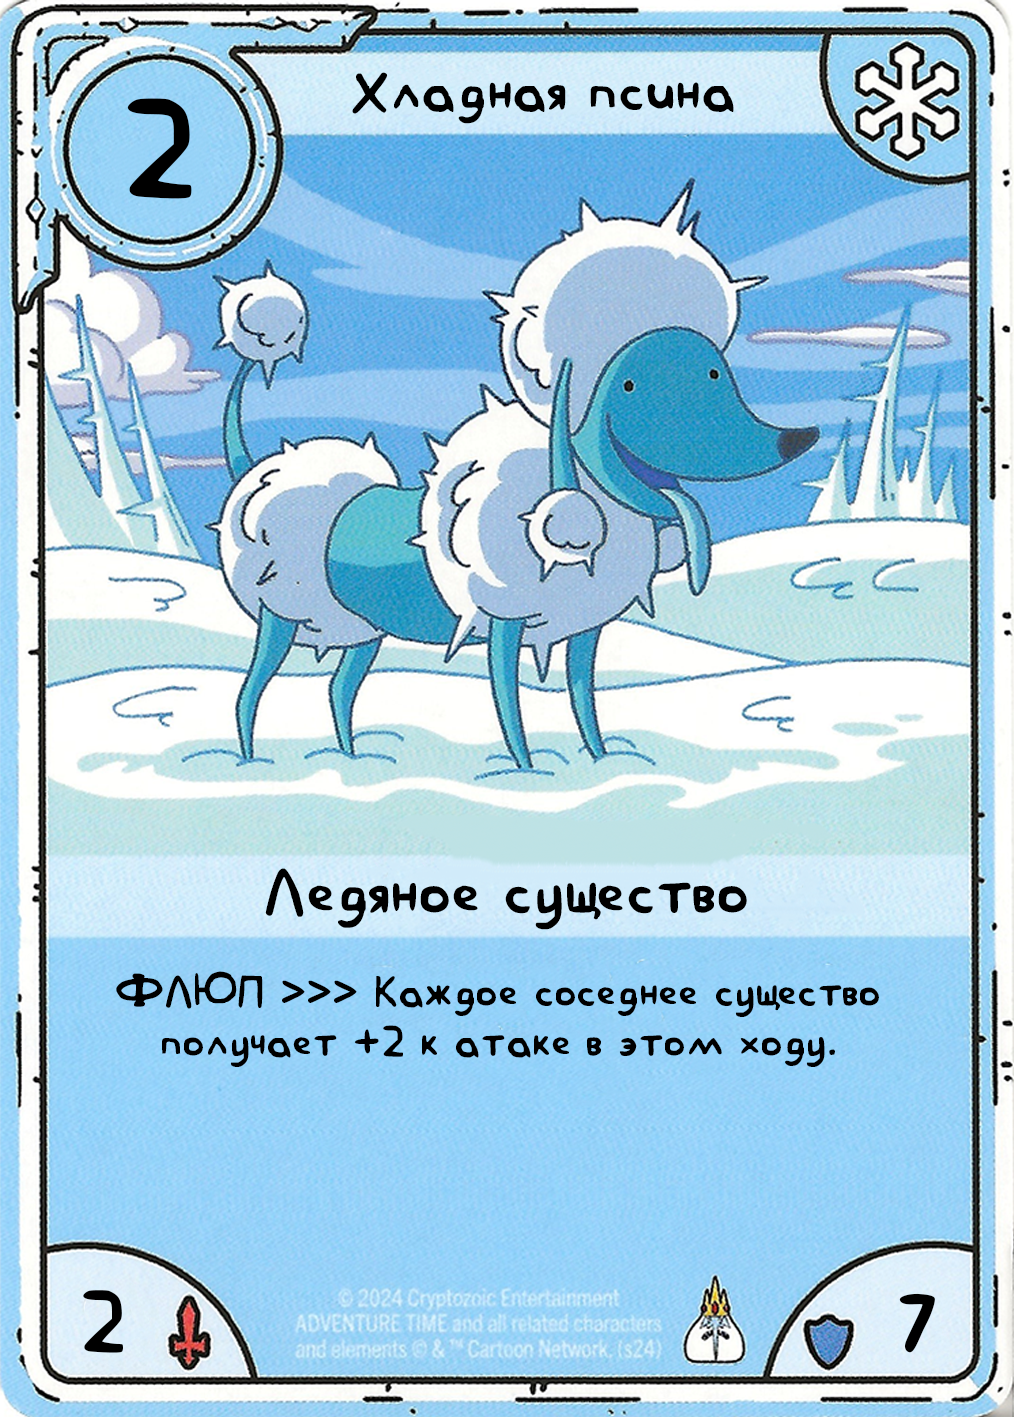 2
Хладная псина
Ледяное существо
ФЛЮП >>> Каждое соседнее существо
получает +2 к атаке в этом ходу.
2
© 2024 Cryptozoic Entertainment
ADVENTURE TIME and all related characters
and elements © & ™ Cartoon Network. (s24)
7